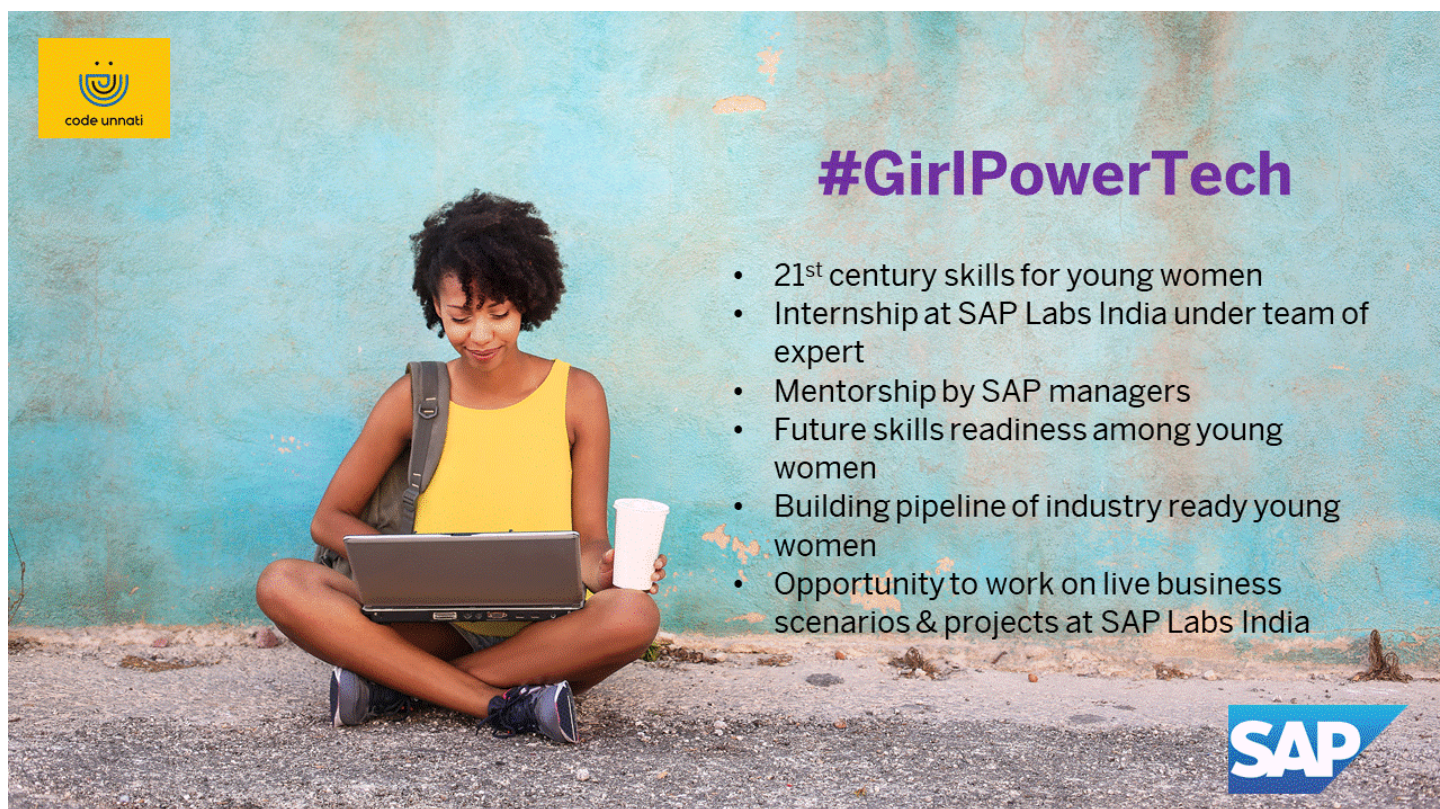 code unnati
#GirlPowerTech
• 21st century skills for young women
• Internship at SAP Labs India under team of
expert
• Mentorship by SAP managers
• Future skills readiness among young
women
• Building pipeline of industry ready young
women
• Opportunity to work on live business
scenarios & projects at SAP Labs India
SAP